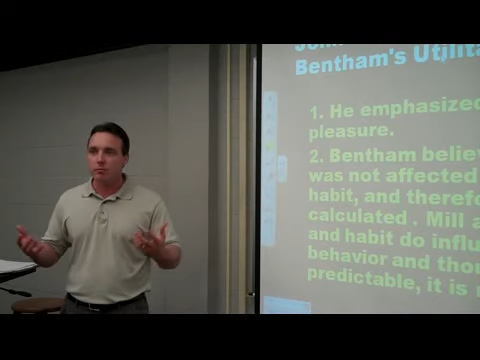 Bentham's Utilit
1. He emphasized
pleasure.
2. Bentham believ
was not affected
habit, and therefo
calculated . Mill a
and habit do influ
behavior and thou
predictable, it is